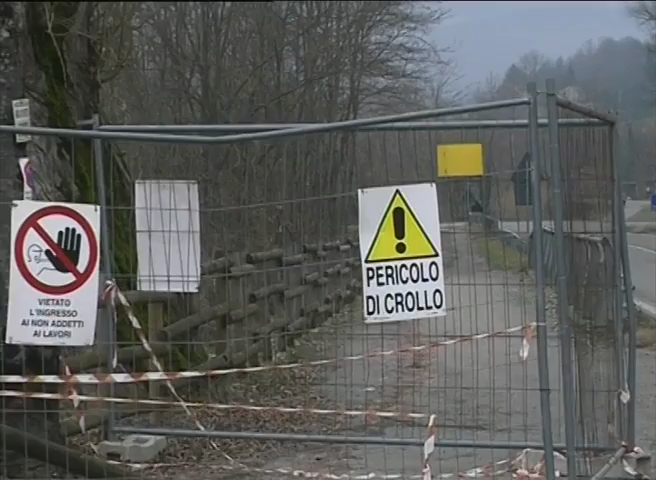 VIETATO
L'INGRESSO
AI NON ADDETTI
AI LAVORI
PERICOLO
DI CROLLO